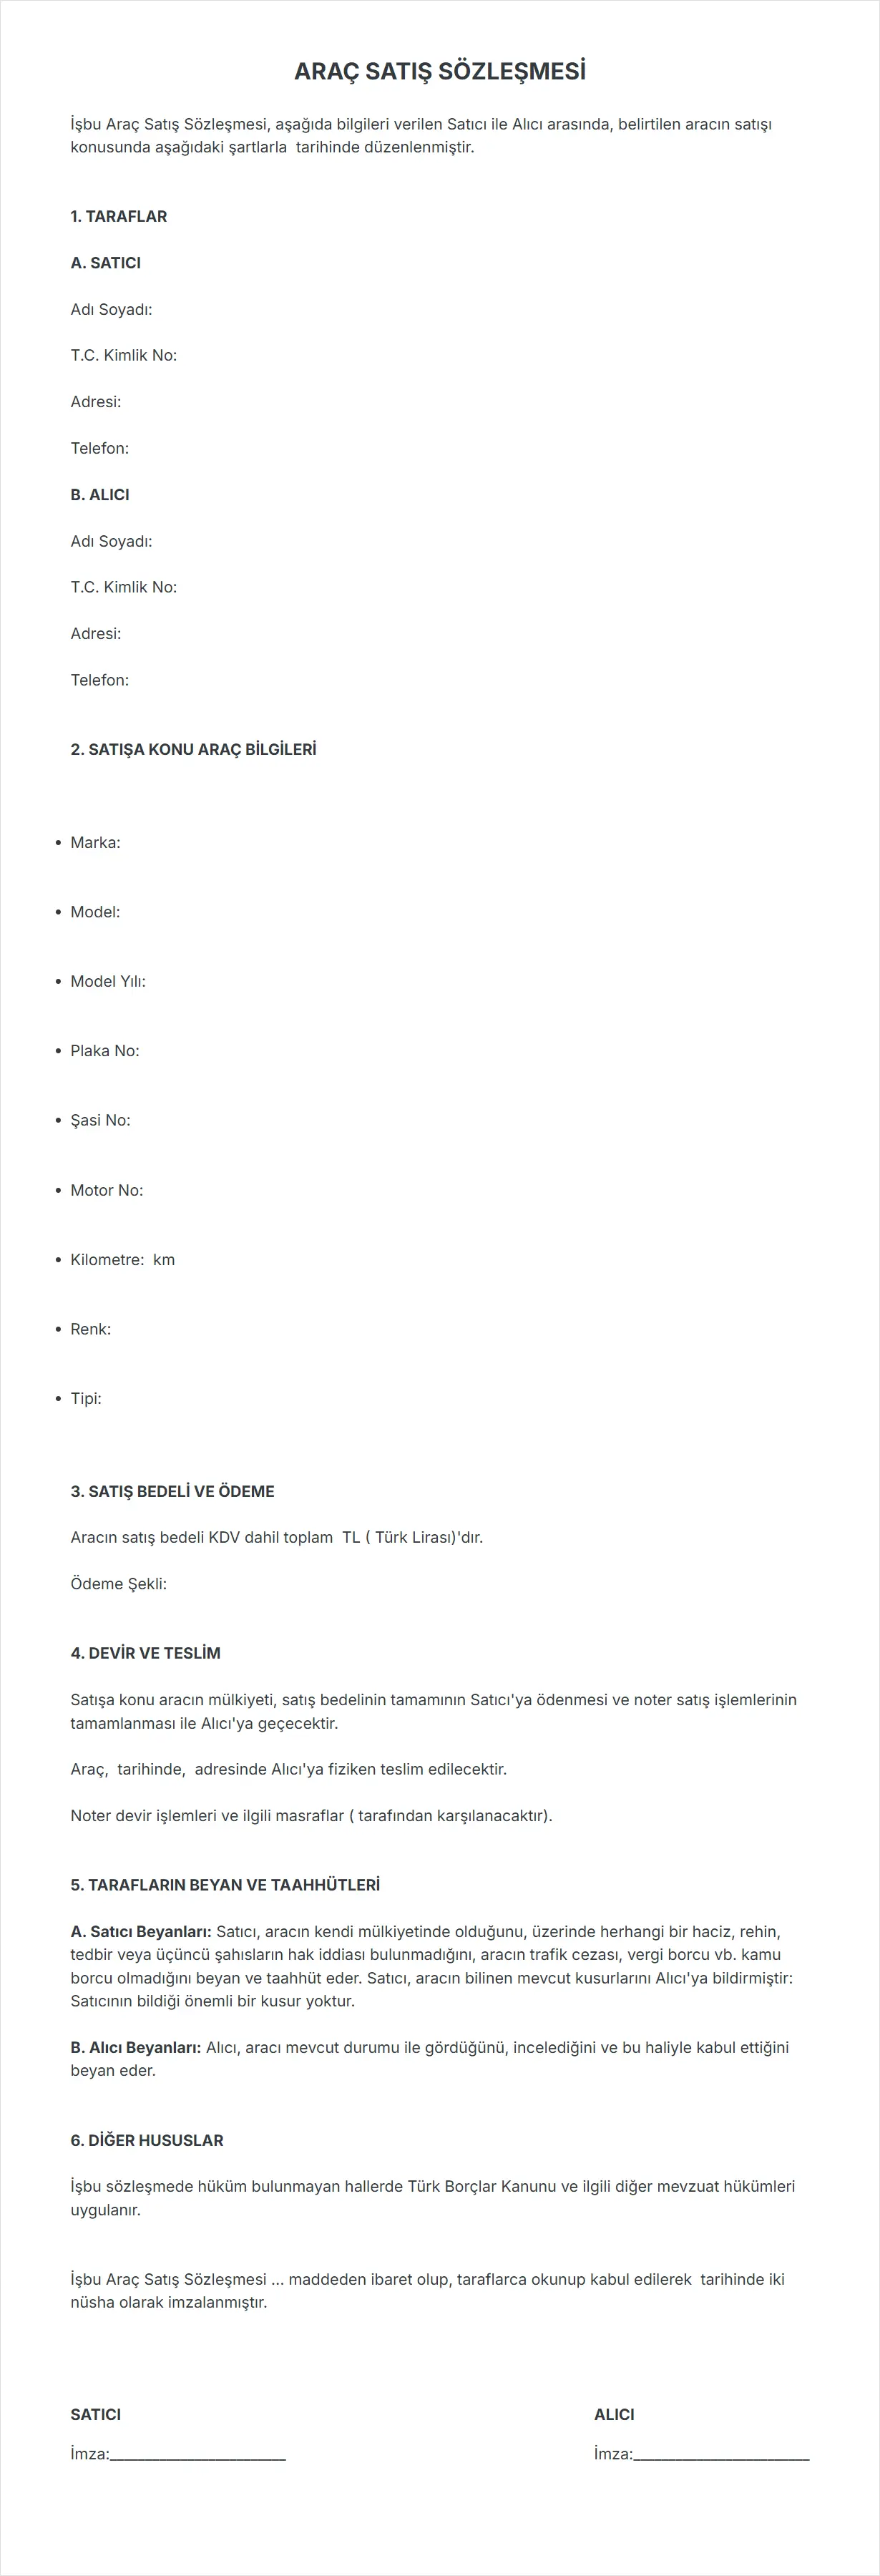 ARAÇ SATIŞ SÖZLEŞMESİ
İşbu Araç Satış Sözleşmesi, aşağıda bilgileri verilen Satıcı ile Alıcı arasında, belirtilen aracın satışı
konusunda aşağıdaki şartlarla  tarihinde düzenlenmiştir.
1. TARAFLAR
A. SATICI
Adı Soyadı:
T.C. Kimlik No:
Adresi:
Telefon:
B. ALICI
Adı Soyadı:
T.C. Kimlik No:
Adresi:
Telefon:
2. SATIŞA KONU ARAÇ BİLGİLERİ
• Marka:
• Model:
• Model Yılı:
• Plaka No:
• Şasi No:
• Motor No:
• Kilometre:  km
• Renk:
• Tipi:
3. SATIŞ BEDELİ VE ÖDEME
Aracın satış bedeli KDV dahil toplam  TL ( Türk Lirası)'dır.
Ödeme Şekli:
4. DEVİR VE TESLİM
Satışa konu aracın mülkiyeti, satış bedelinin tamamının Satıcı'ya ödenmesi ve noter satış işlemlerinin
tamamlanması ile Alıcı'ya geçecektir.
Araç,  tarihinde,  adresinde Alıcı'ya fiziken teslim edilecektir.
Noter devir işlemleri ve ilgili masraflar ( tarafından karşılanacaktır).
5. TARAFLARIN BEYAN VE TAAHHÜTLERİ
A. Satıcı Beyanları: Satıcı, aracın kendi mülkiyetinde olduğunu, üzerinde herhangi bir haciz, rehin,
tedbir veya üçüncü şahısların hak iddiası bulunmadığını, aracın trafik cezası, vergi borcu vb. kamu
borcu olmadığını beyan ve taahhüt eder. Satıcı, aracın bilinen mevcut kusurlarını Alıcı'ya bildirmiştir:
Satıcının bildiği önemli bir kusur yoktur.
B. Alıcı Beyanları: Alıcı, aracı mevcut durumu ile gördüğünü, incelediğini ve bu haliyle kabul ettiğini
beyan eder.
6. DİĞER HUSUSLAR
İşbu sözleşmede hüküm bulunmayan hallerde Türk Borçlar Kanunu ve ilgili diğer mevzuat hükümleri
uygulanır.
İşbu Araç Satış Sözleşmesi ... maddeden ibaret olup, taraflarca okunup kabul edilerek  tarihinde iki
nüsha olarak imzalanmıştır.
SATICI
İmza:_________________________
ALICI
İmza:_________________________